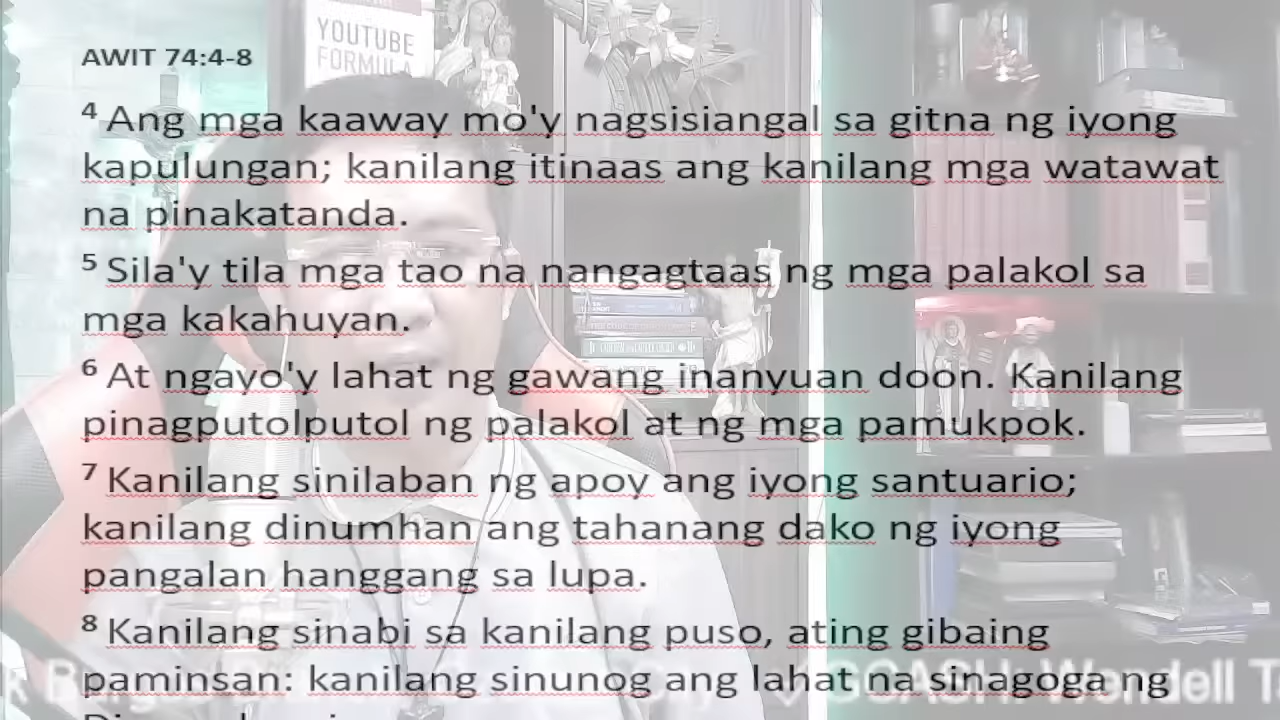 YOUTUBE
FORMULA
AWIT 74:4-8
4 Ang mga kaaway mo'y nagsisiangal sa gitna ng iyong
kapulungan; kanilang itinaas ang kanilang mga watawat
na pinakatanda.
5 Sila'y tila mga tao na nangagtaas ng mga palakol sa
mga kakahuyan.
6 At ngayo'y lahat ng gawang inanyuan doon. Kanilang
pinagputolputol ng palakol at ng mga pamukpok.
7 Kanilang sinilaban ng apoy ang iyong santuario;
kanilang dinumhan ang tahanang dako ng iyong
pangalan hanggang sa lupa.
8 Kanilang sinabi sa kanilang puso, ating gibaing
paminsan: kanilang sinunog ang lahat na sinagoga ng
Wendell